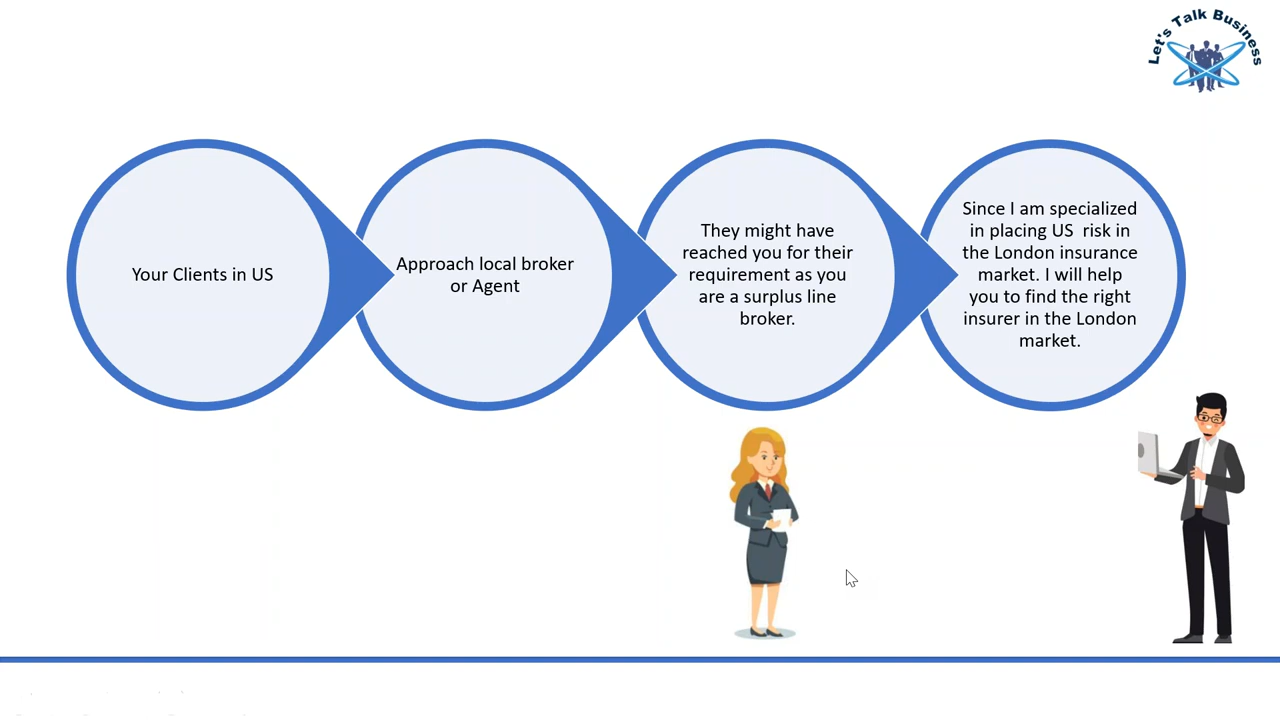 Let's Talk Business
Your Clients in US
Approach local broker
or Agent
They might have
reached you for their
requirement as you
are a surplus line
broker.
Since I am specialized
in placing US  risk in
the London insurance
market. I will help
you to find the right
insurer in the London
market.